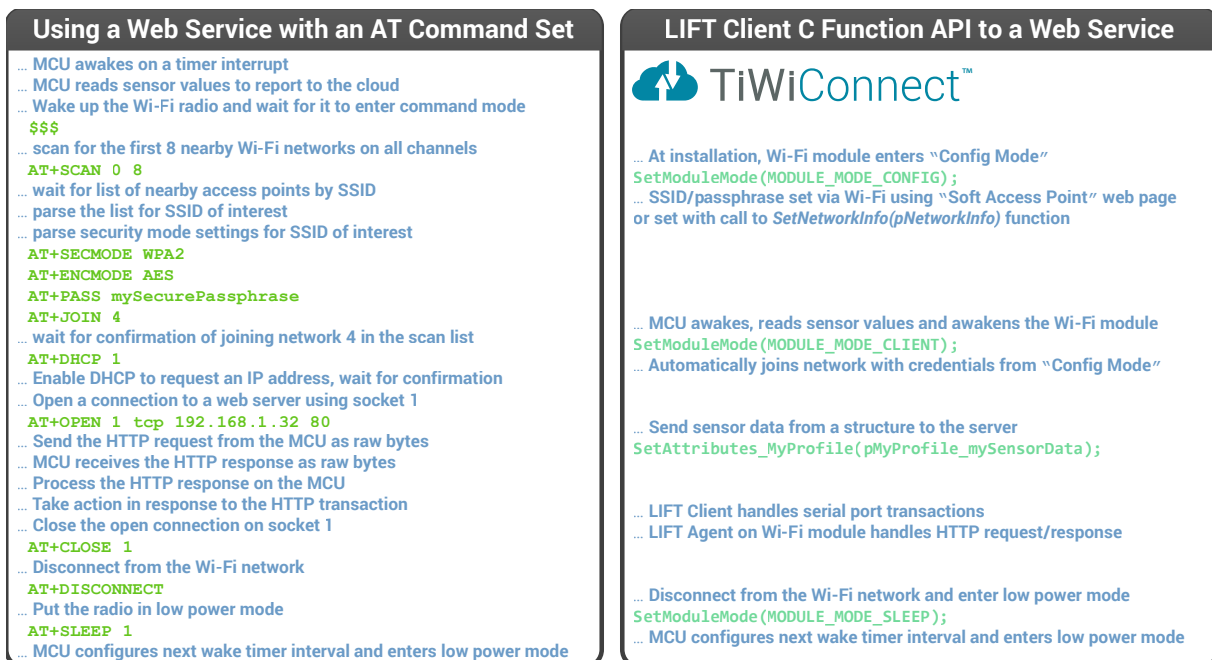 Using a Web Service with an AT Command Set
... MCU awakes on a timer interrupt
... MCU reads sensor values to report to the cloud
... Wake up the Wi-Fi radio and wait for it to enter command mode
$$$
... scan for the first 8 nearby Wi-Fi networks on all channels
AT+SCAN 0 8
... wait for list of nearby access points by SSID
... parse the list for SSID of interest
... parse security mode settings for SSID of interest
AT+SECMODE WPA2
AT+ENCMODE AES
AT+PASS mySecurePassphrase
AT+JOIN 4
... wait for confirmation of joining network 4 in the scan list
AT+DHCP 1
... Enable DHCP to request an IP address, wait for confirmation
... Open a connection to a web server using socket 1
AT+OPEN 1 tcp 192.168.1.32 80
... Send the HTTP request from the MCU as raw bytes
... MCU receives the HTTP response as raw bytes
... Process the HTTP response on the MCU
... Take action in response to the HTTP transaction
... Close the open connection on socket 1
AT+CLOSE 1
... Disconnect from the Wi-Fi network
AT+DISCONNECT
... Put the radio in low power mode
AT+SLEEP 1
... MCU configures next wake timer interval and enters low power mode
LIFT Client C Function API to a Web Service
TiWiConnect™
... At installation, Wi-Fi module enters "Config Mode"
SetModuleMode(MODULE_MODE_CONFIG);
... SSID/passphrase set via Wi-Fi using "Soft Access Point" web page
or set with call to SetNetworkInfo(pNetworkInfo) function
... MCU awakes, reads sensor values and awakens the Wi-Fi module
SetModuleMode(MODULE_MODE_CLIENT);
... Automatically joins network with credentials from "Config Mode"
... Send sensor data from a structure to the server
SetAttributes_MyProfile(pMyProfile_mySensorData);
... LIFT Client handles serial port transactions
... LIFT Agent on Wi-Fi module handles HTTP request/response
... Disconnect from the Wi-Fi network and enter low power mode
SetModuleMode(MODULE_MODE_SLEEP);
... MCU configures next wake timer interval and enters low power mode